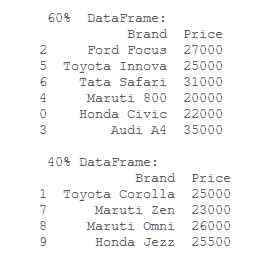 60% DataFrame:
Brand Price
2 Ford Focus 27000
5 Toyota Innova 25000
6 Tata Safari 31000
4 Maruti 800 20000
0 Honda Civic 22000
3 Audi A4 35000
40% DataFrame:
Brand Price
1 Toyota Corolla 25000
7 Maruti Zen 23000
8 Maruti Omni 26000
9 Honda Jezz 25500